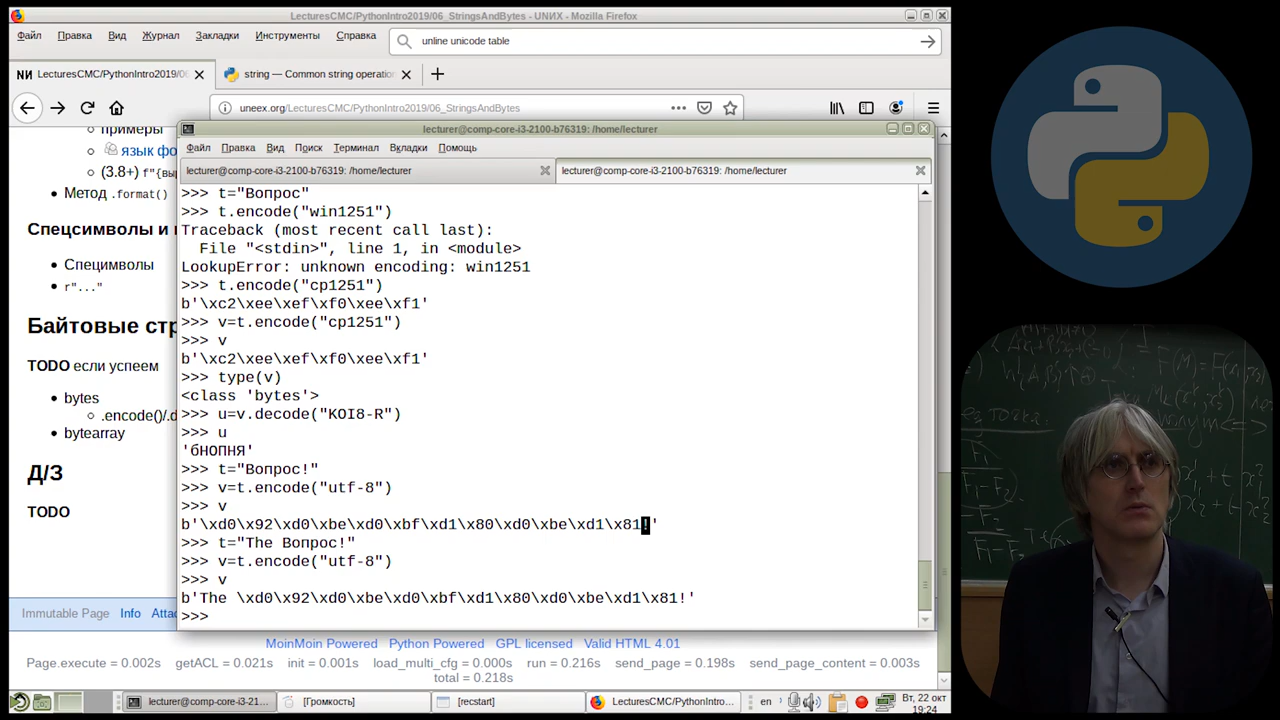 LecturesCMC/PythonIntro2019/06_StringsAndBytes - UNИX - Mozilla Firefox
Файл Правка Вид Журнал Закладки Инструменты Справка
unline unicode table
NИ LecturesCMC/PythonIntro2019/06
string — Common string operatio
uneex.org/LecturesCMC/PythonIntro2019/06_StringsAndBytes
примеры
язык фо
(3.8+) f"{выр
Метод .format()
Спецсимволы и
Специмволы
r"..."
Байтовые стр
TODO если успеем
bytes
.encode()/.d
bytearray
Д/З
TODO
lecturer@comp-core-i3-2100-b76319: /home/lecturer
Файл Правка Вид Поиск Терминал Вкладки Помощь
lecturer@comp-core-i3-2100-b76319: /home/lecturer
lecturer@comp-core-i3-2100-b76319: /home/lecturer
>>> t="Вопрос"
>>> t.encode("win1251")
Traceback (most recent call last):
File "<stdin>", line 1, in <module>
LookupError: unknown encoding: win1251
>>> t.encode("cp1251")
b'\xc2\xee\xef\xf0\xee\xf1'
>>> v=t.encode("cp1251")
>>> v
b'\xc2\xee\xef\xf0\xee\xf1'
>>> type(v)
<class 'bytes'>
>>> u=v.decode("KOI8-R")
>>> u
'бНОПНЯ'
>>> t="Вопрос!"
>>> v=t.encode("utf-8")
>>> v
b'\xd0\x92\xd0\xbe\xd0\xbf\xd1\x80\xd0\xbe\xd1\x81!'
>>> t="The Вопрос!"
>>> v=t.encode("utf-8")
>>> v
b'The \xd0\x92\xd0\xbe\xd0\xbf\xd1\x80\xd0\xbe\xd1\x81!'
>>>
Immutable Page Info Attac
MoinMoin Powered Python Powered GPL licensed Valid HTML 4.01
Page.execute = 0.002s getACL = 0.021s init = 0.001s load_multi_cfg = 0.000s run = 0.216s send_page = 0.198s send_page_content = 0.003s
total = 0.218s
lecturer@comp-core-i3-21... [Громкость] [recstart] LecturesCMC/PythonIntro... en Вт, 22 окт
19:24